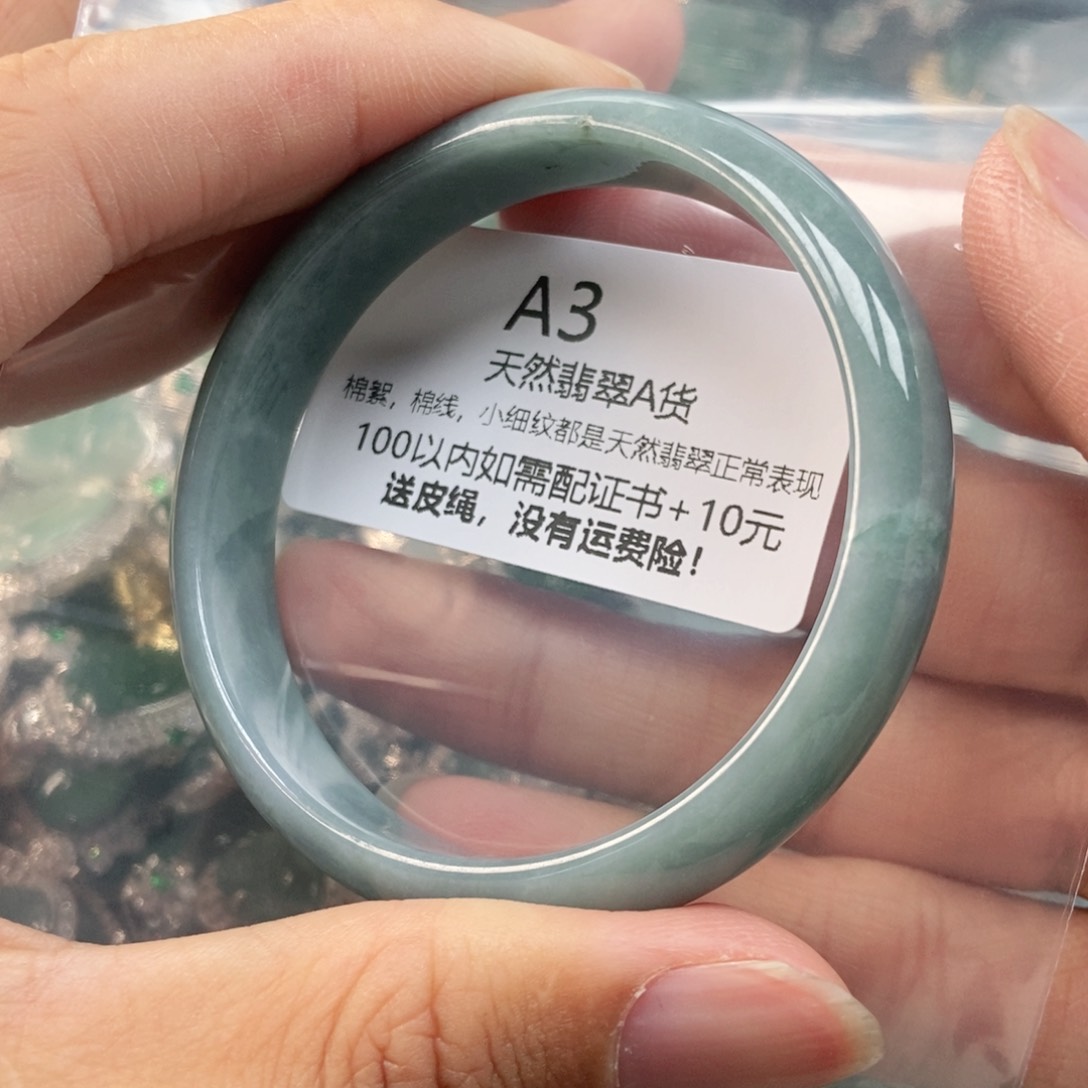 A3
天然翡翠A货
棉絮，棉线，小细纹都是天然翡翠正常表现
100以内如需配证书+10元
送皮绳，没有运费险！